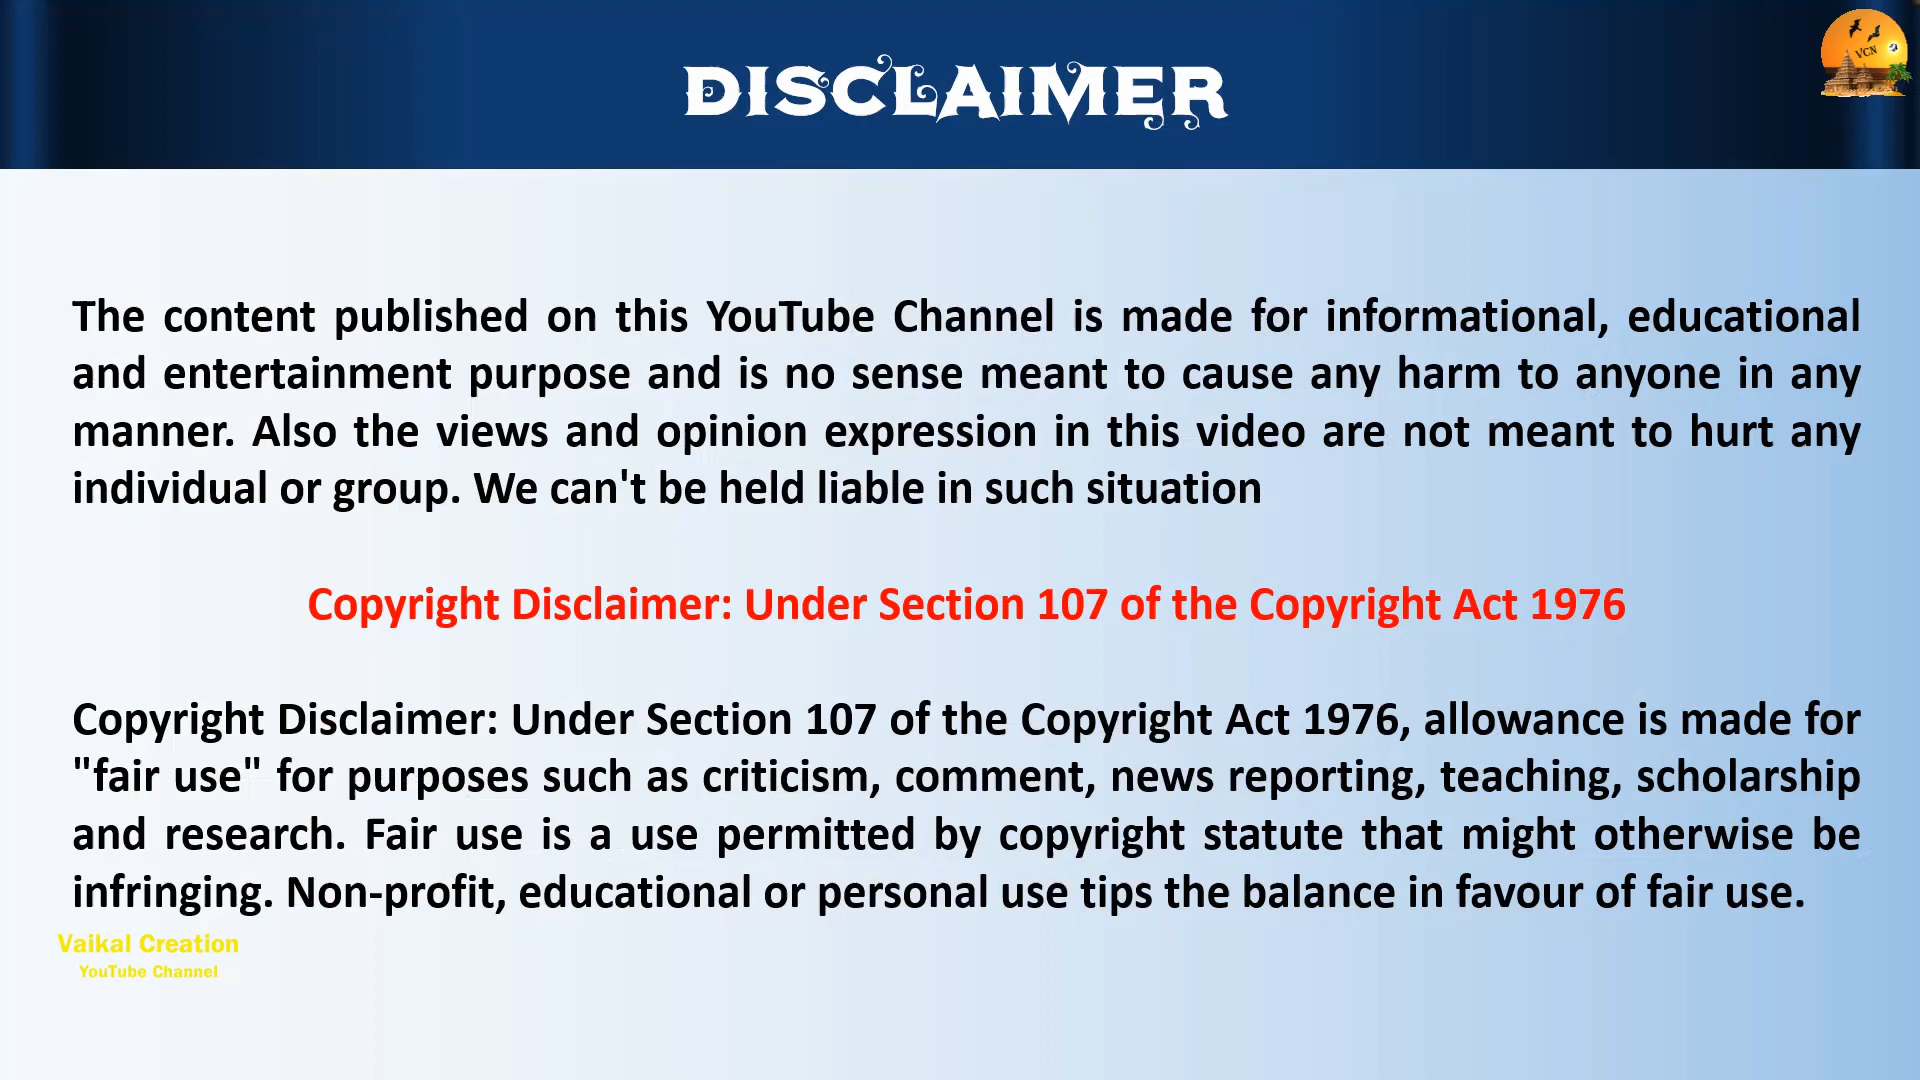 DISCLAIMER
VCN
The content published on this YouTube Channel is made for informational, educational
and entertainment purpose and is no sense meant to cause any harm to anyone in any
manner. Also the views and opinion expression in this video are not meant to hurt any
individual or group. We can't be held liable in such situation
Copyright Disclaimer: Under Section 107 of the Copyright Act 1976
Copyright Disclaimer: Under Section 107 of the Copyright Act 1976, allowance is made for
"fair use" for purposes such as criticism, comment, news reporting, teaching, scholarship
and research. Fair use is a use permitted by copyright statute that might otherwise be
infringing. Non-profit, educational or personal use tips the balance in favour of fair use.
Vaikal Creation
YouTube Channel